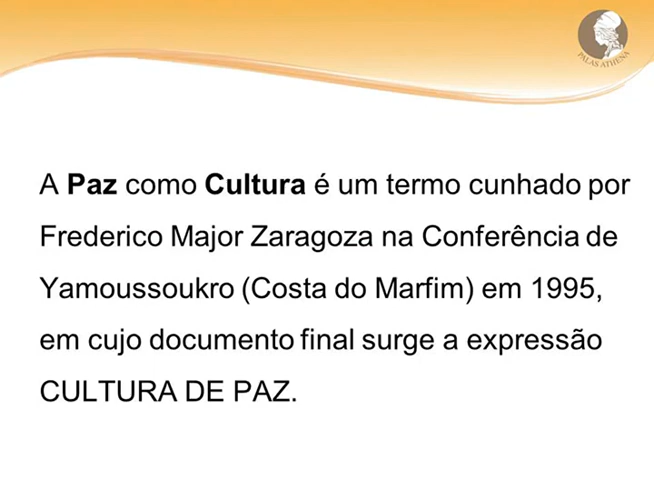 PALAS ATHENA
A Paz como Cultura é um termo cunhado por
Frederico Major Zaragoza na Conferência de
Yamoussoukro (Costa do Marfim) em 1995,
em cujo documento final surge a expressão
CULTURA DE PAZ.